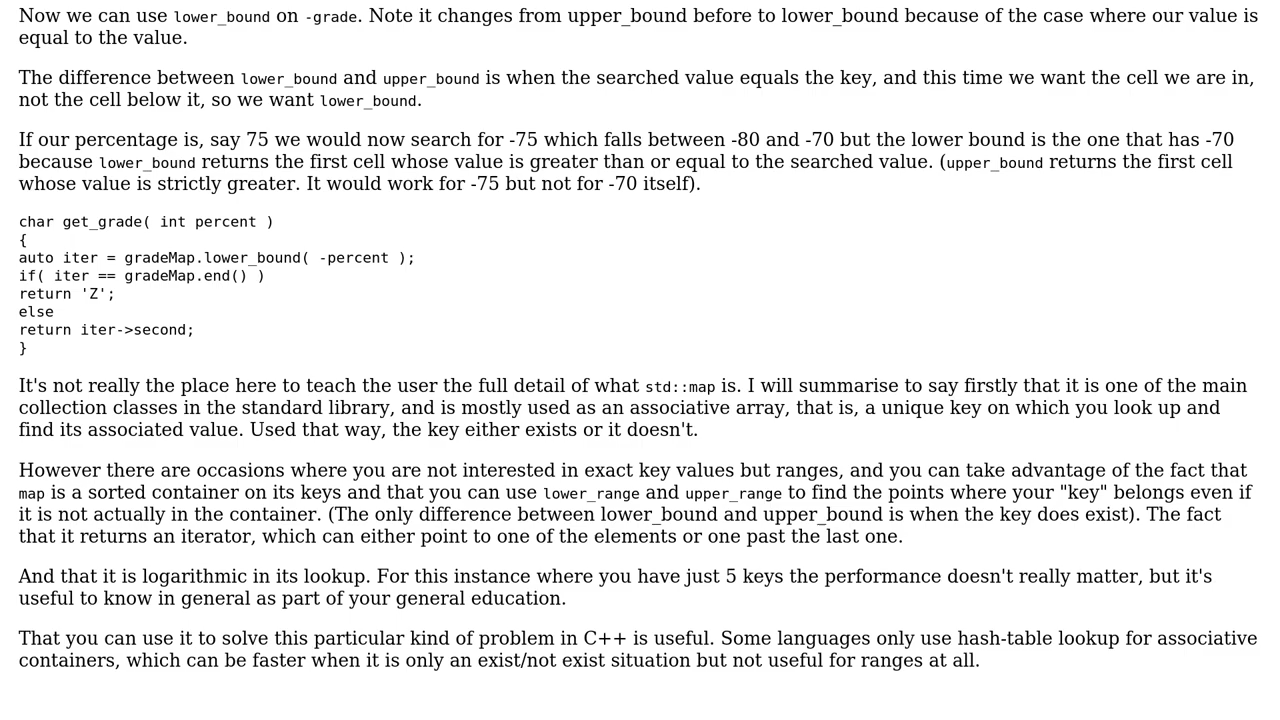 Now we can use lower_bound on -grade. Note it changes from upper_bound before to lower_bound because of the case where our value is
equal to the value.
The difference between lower_bound and upper_bound is when the searched value equals the key, and this time we want the cell we are in,
not the cell below it, so we want lower_bound.
If our percentage is, say 75 we would now search for -75 which falls between -80 and -70 but the lower bound is the one that has -70
because lower_bound returns the first cell whose value is greater than or equal to the searched value. (upper_bound returns the first cell
whose value is strictly greater. It would work for -75 but not for -70 itself).
char get_grade( int percent )
{
auto iter = gradeMap.lower_bound( -percent );
if( iter == gradeMap.end() )
return 'Z';
else
return iter->second;
}
It's not really the place here to teach the user the full detail of what std::map is. I will summarise to say firstly that it is one of the main
collection classes in the standard library, and is mostly used as an associative array, that is, a unique key on which you look up and
find its associated value. Used that way, the key either exists or it doesn't.
However there are occasions where you are not interested in exact key values but ranges, and you can take advantage of the fact that
map is a sorted container on its keys and that you can use lower_range and upper_range to find the points where your "key" belongs even if
it is not actually in the container. (The only difference between lower_bound and upper_bound is when the key does exist). The fact
that it returns an iterator, which can either point to one of the elements or one past the last one.
And that it is logarithmic in its lookup. For this instance where you have just 5 keys the performance doesn't really matter, but it's
useful to know in general as part of your general education.
That you can use it to solve this particular kind of problem in C++ is useful. Some languages only use hash-table lookup for associative
containers, which can be faster when it is only an exist/not exist situation but not useful for ranges at all.